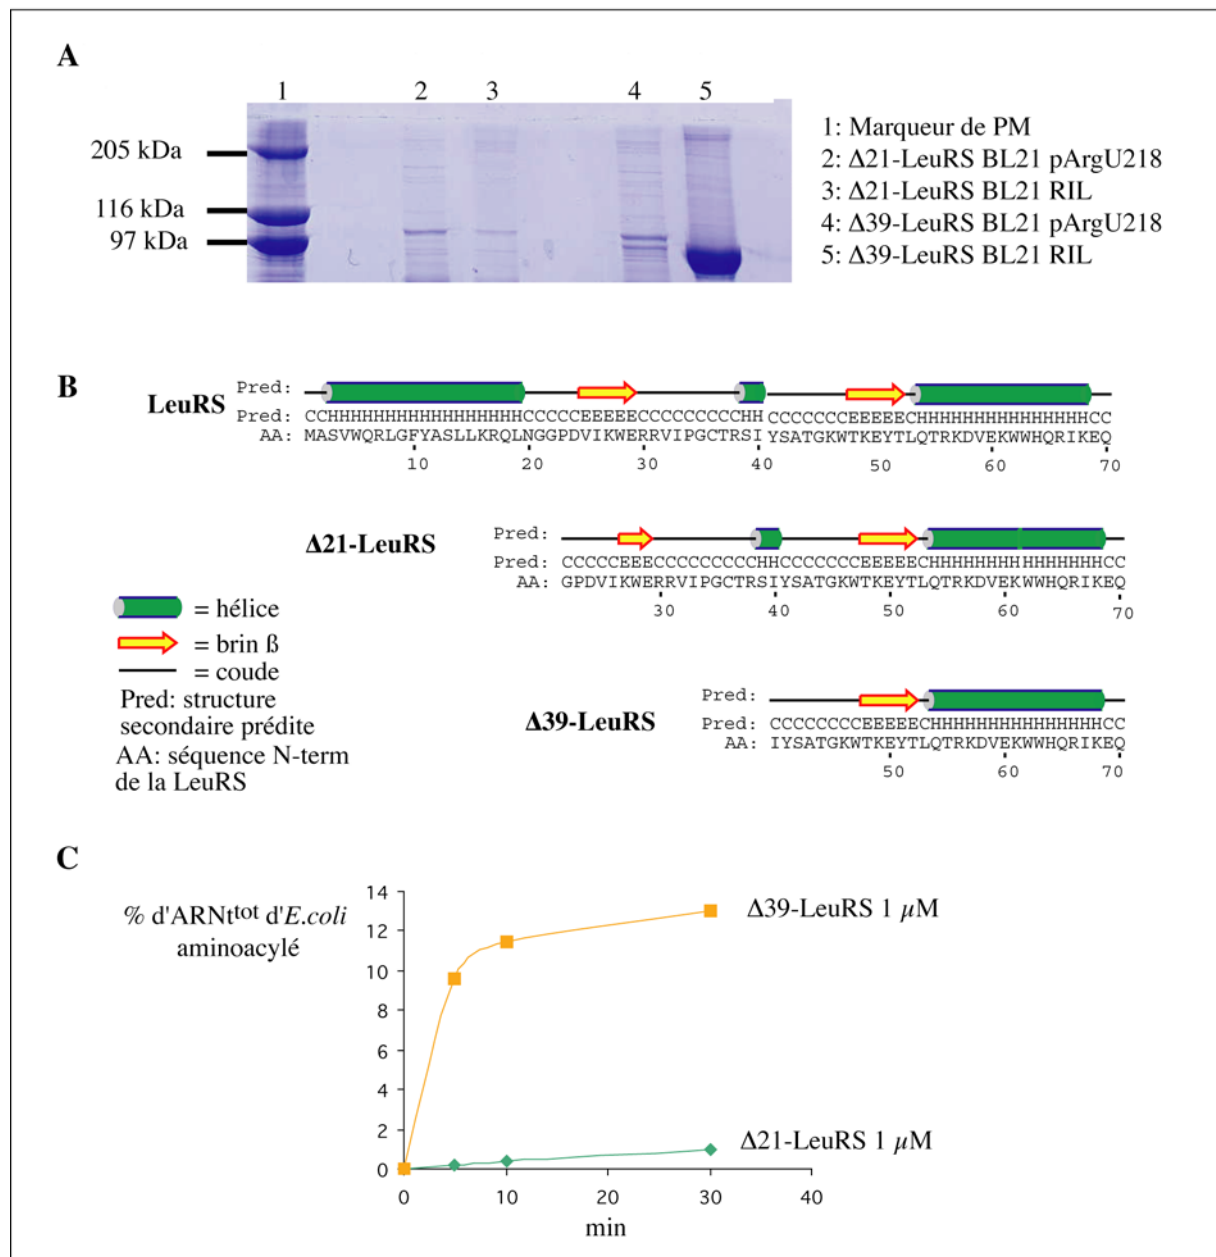 A
1 2 3 4 5
205 kDa
116 kDa
97 kDa
1: Marqueur de PM
2: Δ21-LeuRS BL21 pArgU218
3: Δ21-LeuRS BL21 RIL
4: Δ39-LeuRS BL21 pArgU218
5: Δ39-LeuRS BL21 RIL
B
LeuRS
Pred:
Pred: CCHHHHHHHHHHHHHHHHHCCCCCEEEEECCCCCCCCCHH CCCCCCCEEEEECHHHHHHHHHHHHHHHCC
AA: MASVWQRLGFYASLLKRQLNGGPDVIKWERRVIPGCTRSI YSATGKWTKEYTLQTRKDVEKWWHQRIKEQ
10 20 30 40 50 60 70
Δ21-LeuRS
Pred:
Pred: CCCCCEEECCCCCCCCCHHCCCCCCCEEEEECHHHHHHHHHHHHHHHCC
AA: GPDVIKWERRVIPGCTRSIYSATGKWTKEYTLQTRKDVEKWWHQRIKEQ
30 40 50 60 70
= hélice
= brin ß
= coude
Pred: structure
secondaire prédite
AA: séquence N-term
de la LeuRS
Δ39-LeuRS
Pred:
Pred: CCCCCCCCEEEEECHHHHHHHHHHHHHHHCC
AA: IYSATGKWTKEYTLQTRKDVEKWWHQRIKEQ
50 60 70
C
% d'ARNttot d'E.coli
aminoacylé
14
12
10
8
6
4
2
0
Δ39-LeuRS 1 µM
Δ21-LeuRS 1 µM
0 10 20 30 40
min